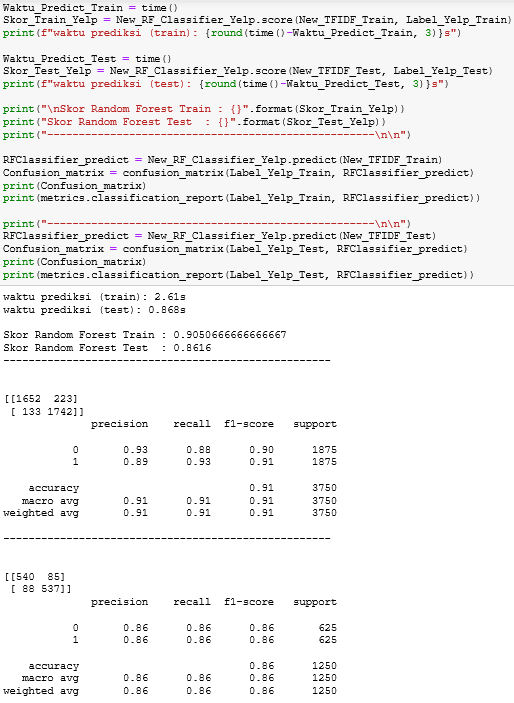 Waktu_Predict_Train = time()
Skor_Train_Yelp = New_RF_Classifier_Yelp.score(New_TFIDF_Train, Label_Yelp_Train)
print(f"waktu prediksi (train): {round(time()-Waktu_Predict_Train, 3)}s")
Waktu_Predict_Test = time()
Skor_Test_Yelp = New_RF_Classifier_Yelp.score(New_TFIDF_Test, Label_Yelp_Test)
print(f"waktu prediksi (test): {round(time()-Waktu_Predict_Test, 3)}s")
print("\nSkor Random Forest Train : {}".format(Skor_Train_Yelp))
print("Skor Random Forest Test  : {}".format(Skor_Test_Yelp))
print("----------------------------------------------------\n\n")
RFClassifier_predict = New_RF_Classifier_Yelp.predict(New_TFIDF_Train)
Confusion_matrix = confusion_matrix(Label_Yelp_Train, RFClassifier_predict)
print(Confusion_matrix)
print(metrics.classification_report(Label_Yelp_Train, RFClassifier_predict))
print("----------------------------------------------------\n\n")
RFClassifier_predict = New_RF_Classifier_Yelp.predict(New_TFIDF_Test)
Confusion_matrix = confusion_matrix(Label_Yelp_Test, RFClassifier_predict)
print(Confusion_matrix)
print(metrics.classification_report(Label_Yelp_Test, RFClassifier_predict))
waktu prediksi (train): 2.61s
waktu prediksi (test): 0.868s
Skor Random Forest Train : 0.9050666666666667
Skor Random Forest Test  : 0.8616
----------------------------------------------------
[[1652  223]
 [ 133 1742]]
              precision    recall  f1-score   support
           0       0.93      0.88      0.90      1875
           1       0.89      0.93      0.91      1875
    accuracy                           0.91      3750
   macro avg       0.91      0.91      0.91      3750
weighted avg       0.91      0.91      0.91      3750
----------------------------------------------------
[[540  85]
 [ 88 537]]
              precision    recall  f1-score   support
           0       0.86      0.86      0.86       625
           1       0.86      0.86      0.86       625
    accuracy                           0.86      1250
   macro avg       0.86      0.86      0.86      1250
weighted avg       0.86      0.86      0.86      1250